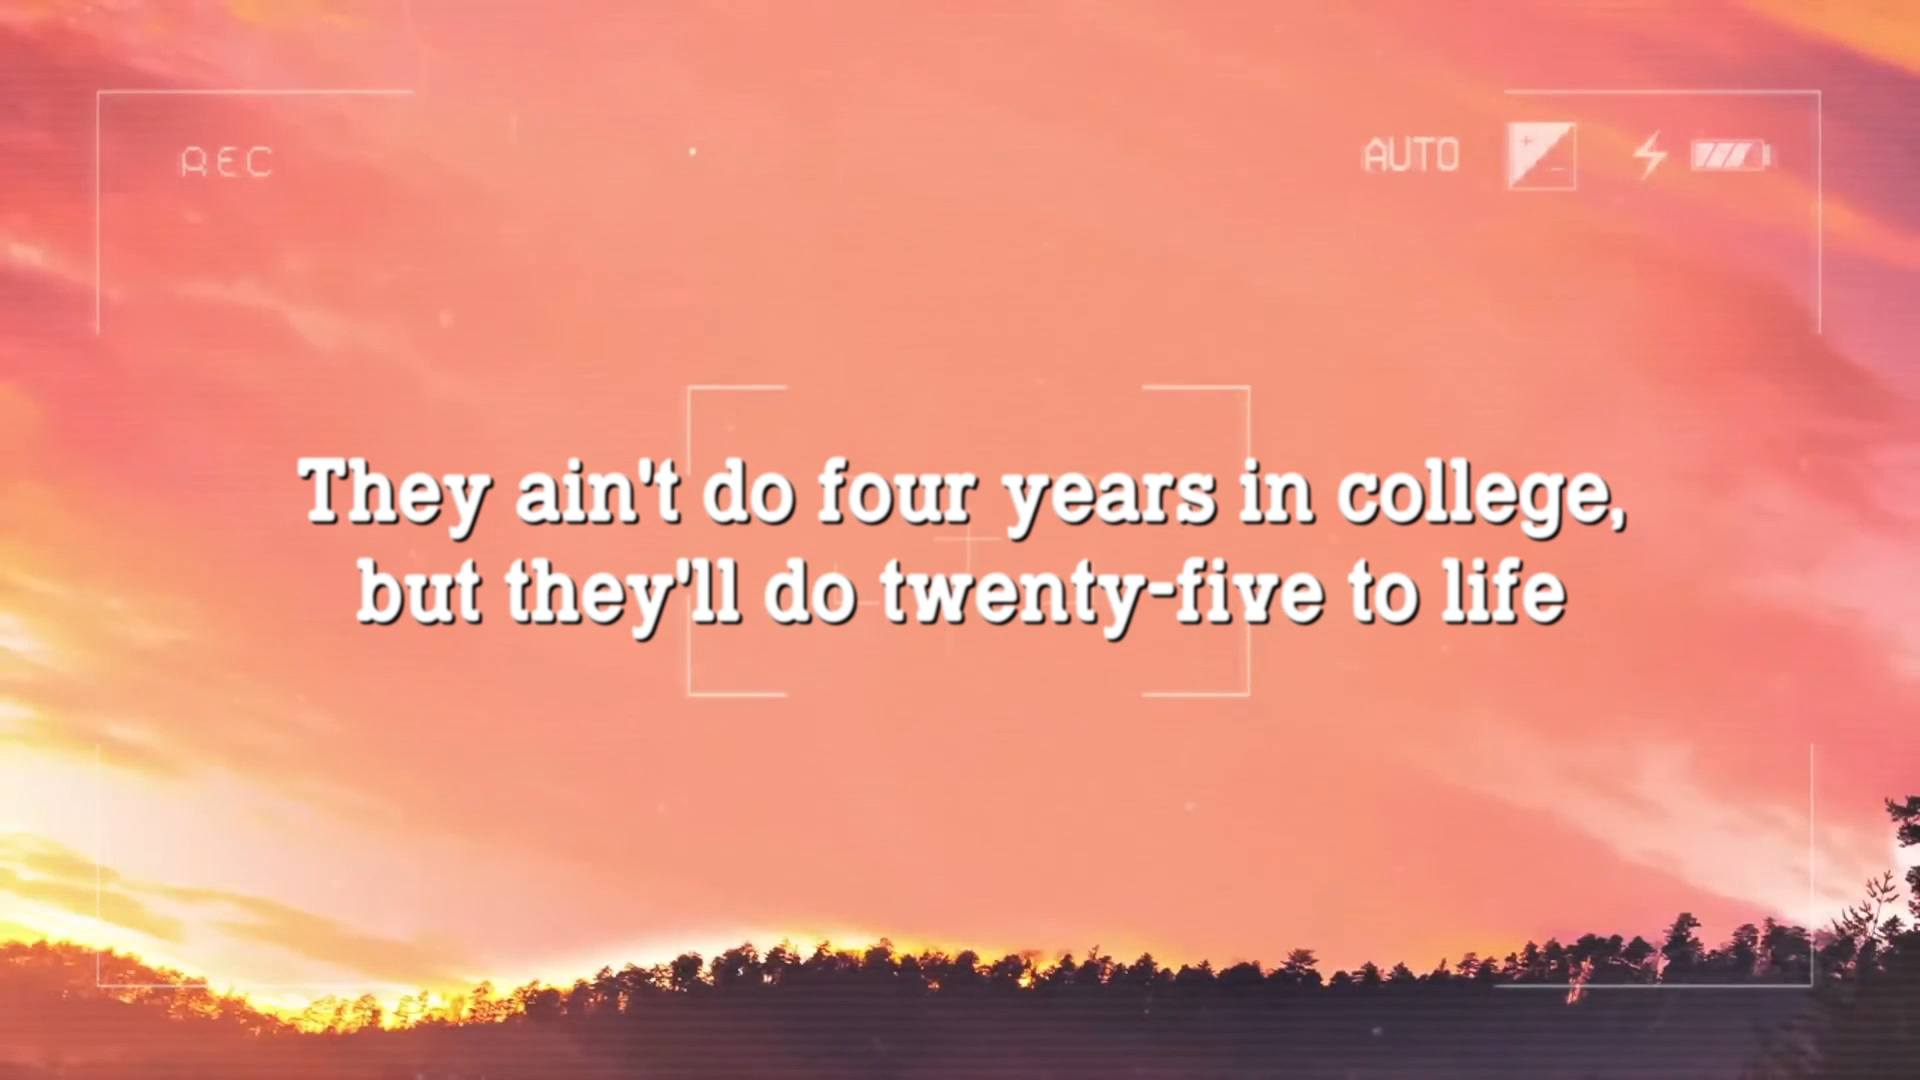 REC
AUTO
They ain't do four years in college,
but they'll do twenty-five to life